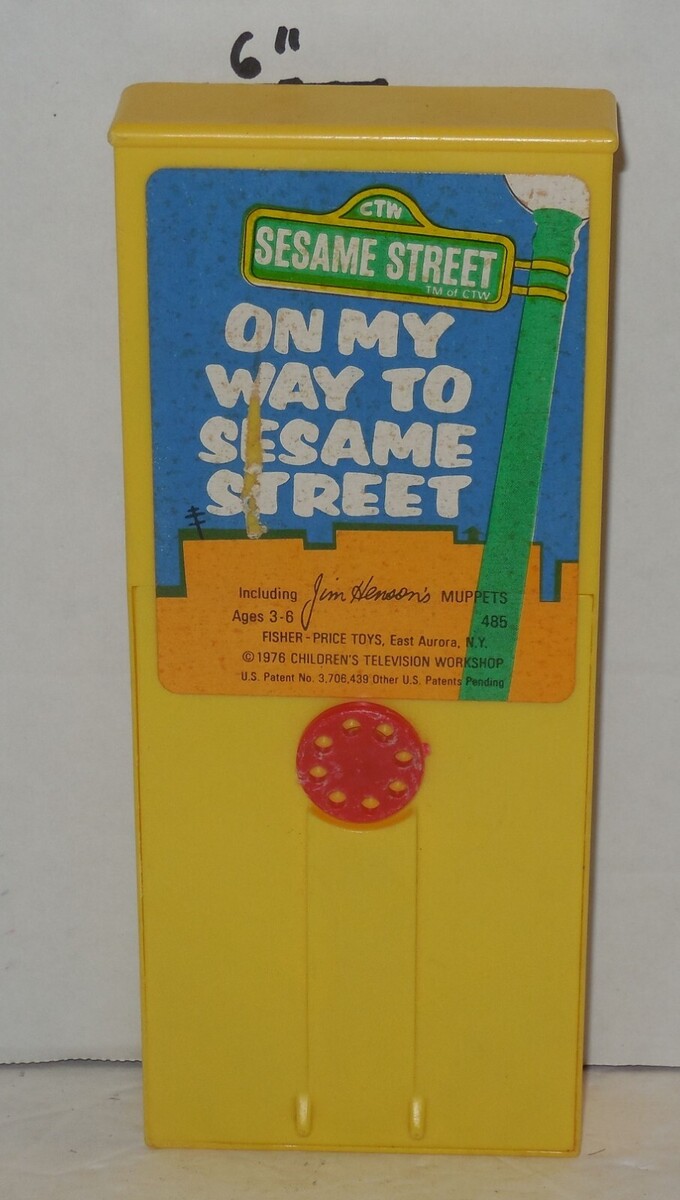 6"
CTW
SESAME STREET
TM of CTW
ON MY
WAY TO
SESAME
STREET
Including Jim Henson's MUPPETS
Ages 3-6 485
FISHER-PRICE TOYS, East Aurora, N.Y.
© 1976 CHILDREN'S TELEVISION WORKSHOP
U.S. Patent No. 3,706,439 Other U.S. Patents Pending